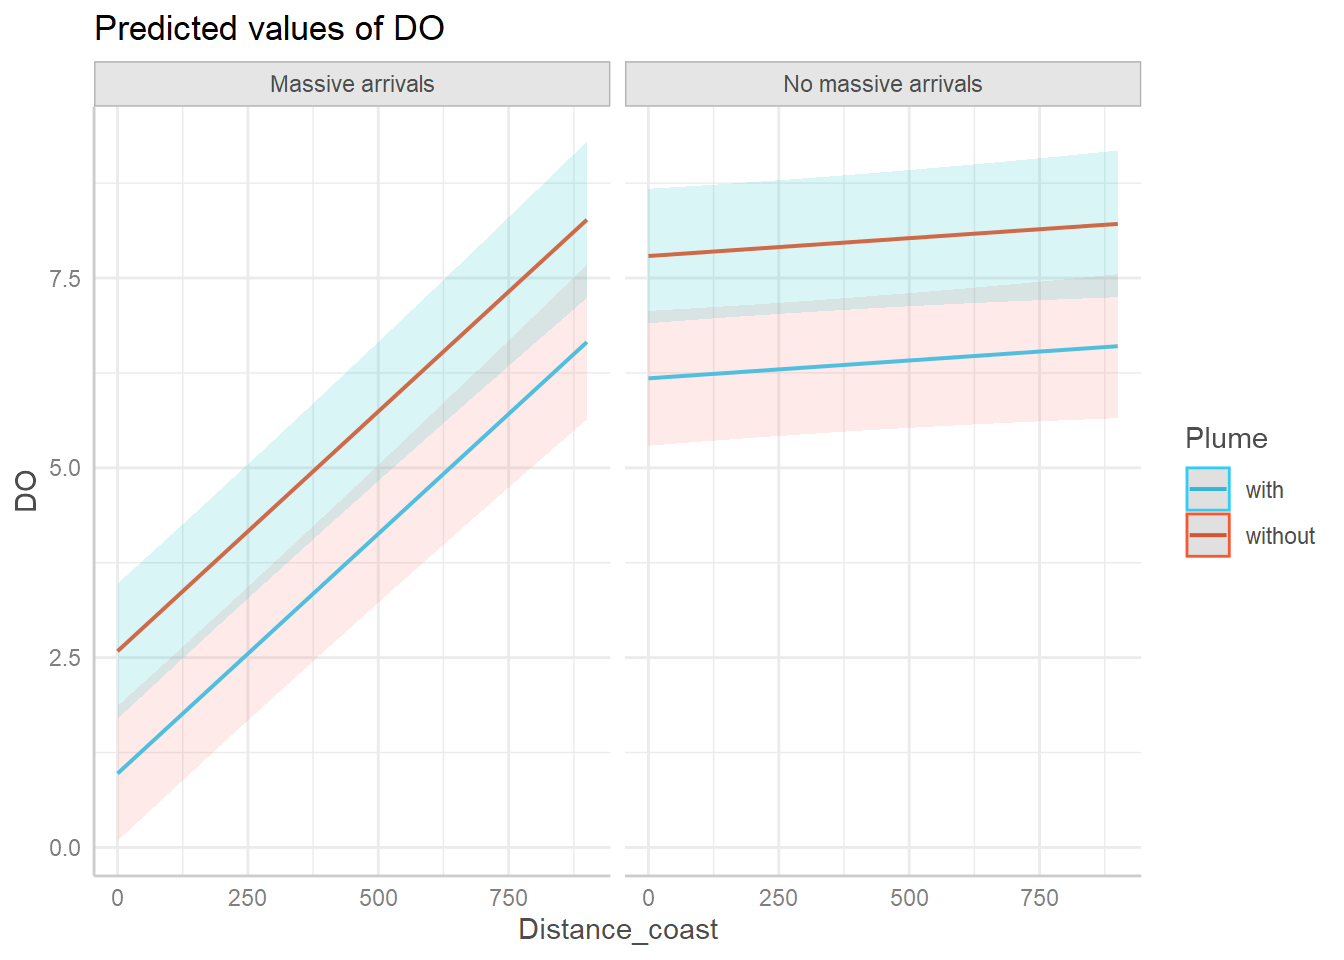 Predicted values of DO
Massive arrivals
No massive arrivals
7.5
5.0
2.5
0.0
DO
0 250 500 750
0 250 500 750
Distance_coast
Plume
with
without